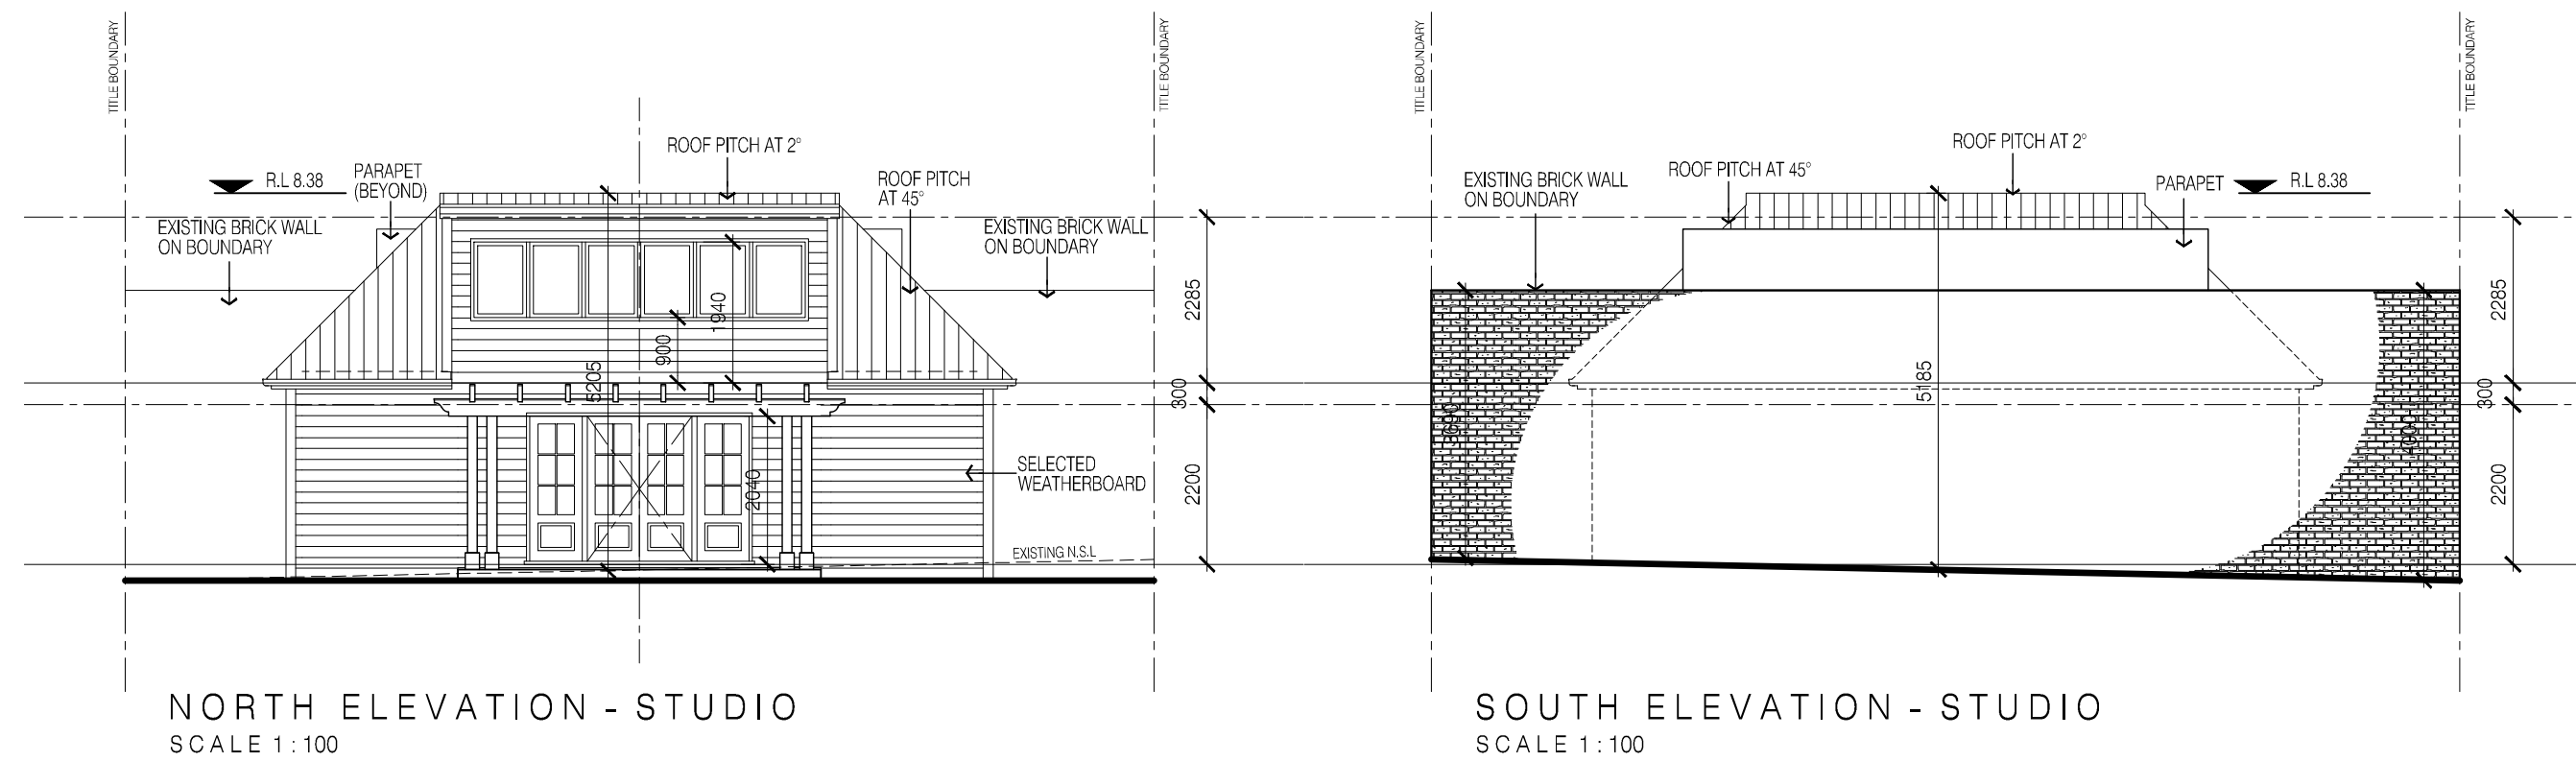 TITLE BOUNDARY
TITLE BOUNDARY
R.L 8.38
PARAPET
(BEYOND)
ROOF PITCH AT 2°
ROOF PITCH
AT 45°
EXISTING BRICK WALL
ON BOUNDARY
EXISTING BRICK WALL
ON BOUNDARY
1940
900
5205
2040
2285
300
2200
SELECTED
WEATHERBOARD
EXISTING N.S.L
NORTH ELEVATION - STUDIO
SCALE 1:100
TITLE BOUNDARY
TITLE BOUNDARY
ROOF PITCH AT 2°
ROOF PITCH AT 45°
EXISTING BRICK WALL
ON BOUNDARY
PARAPET
R.L 8.38
5185
2285
300
2200
SOUTH ELEVATION - STUDIO
SCALE 1:100